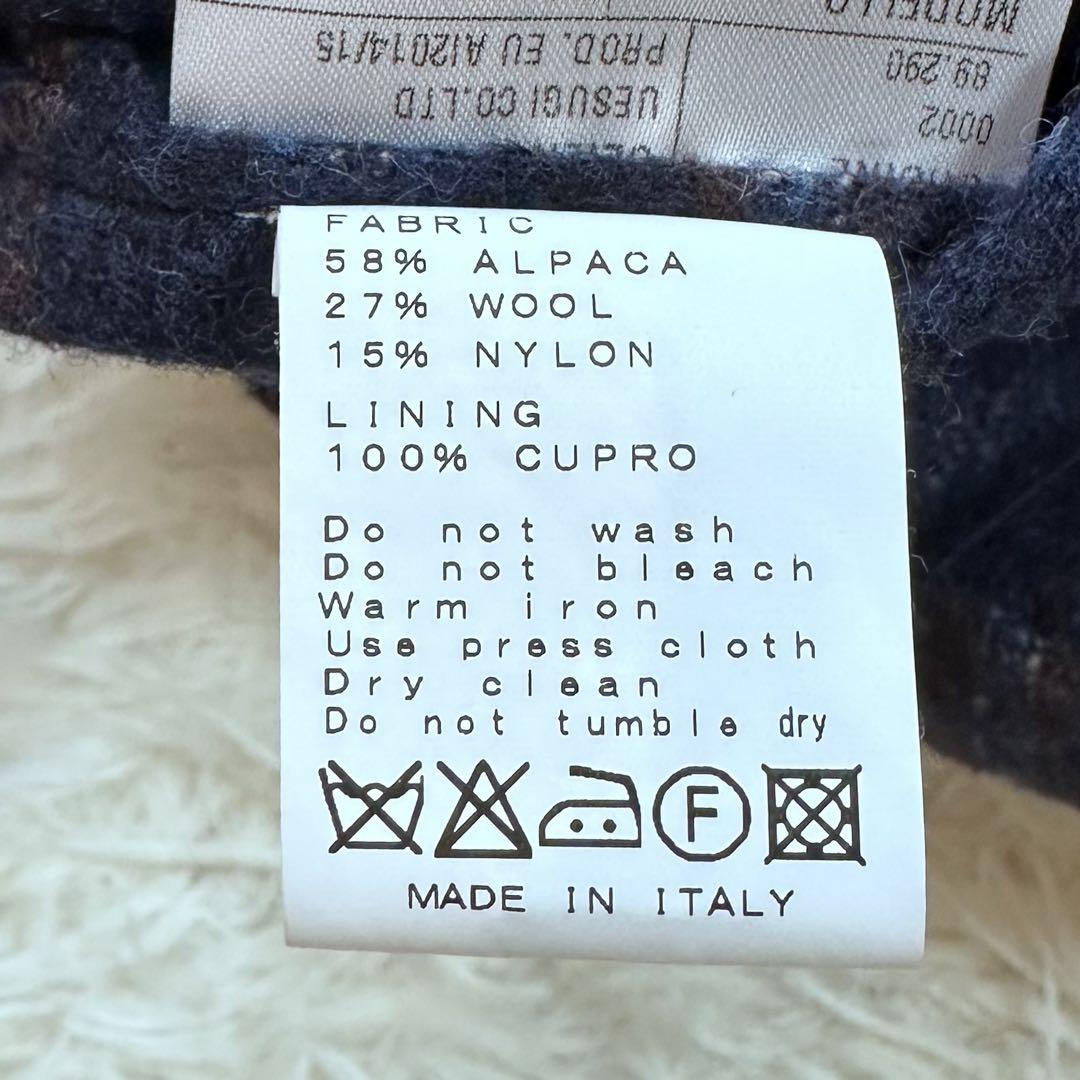 MODELLO
PROD. EU AI2014/15
89.290
UESUGI CO.LTD
0002
FABRIC
58% ALPACA
27% WOOL
15% NYLON
LINING
100% CUPRO
Do not wash
Do not bleach
Warm iron
Use press cloth
Dry clean
Do not tumble dry
F
MADE IN ITALY